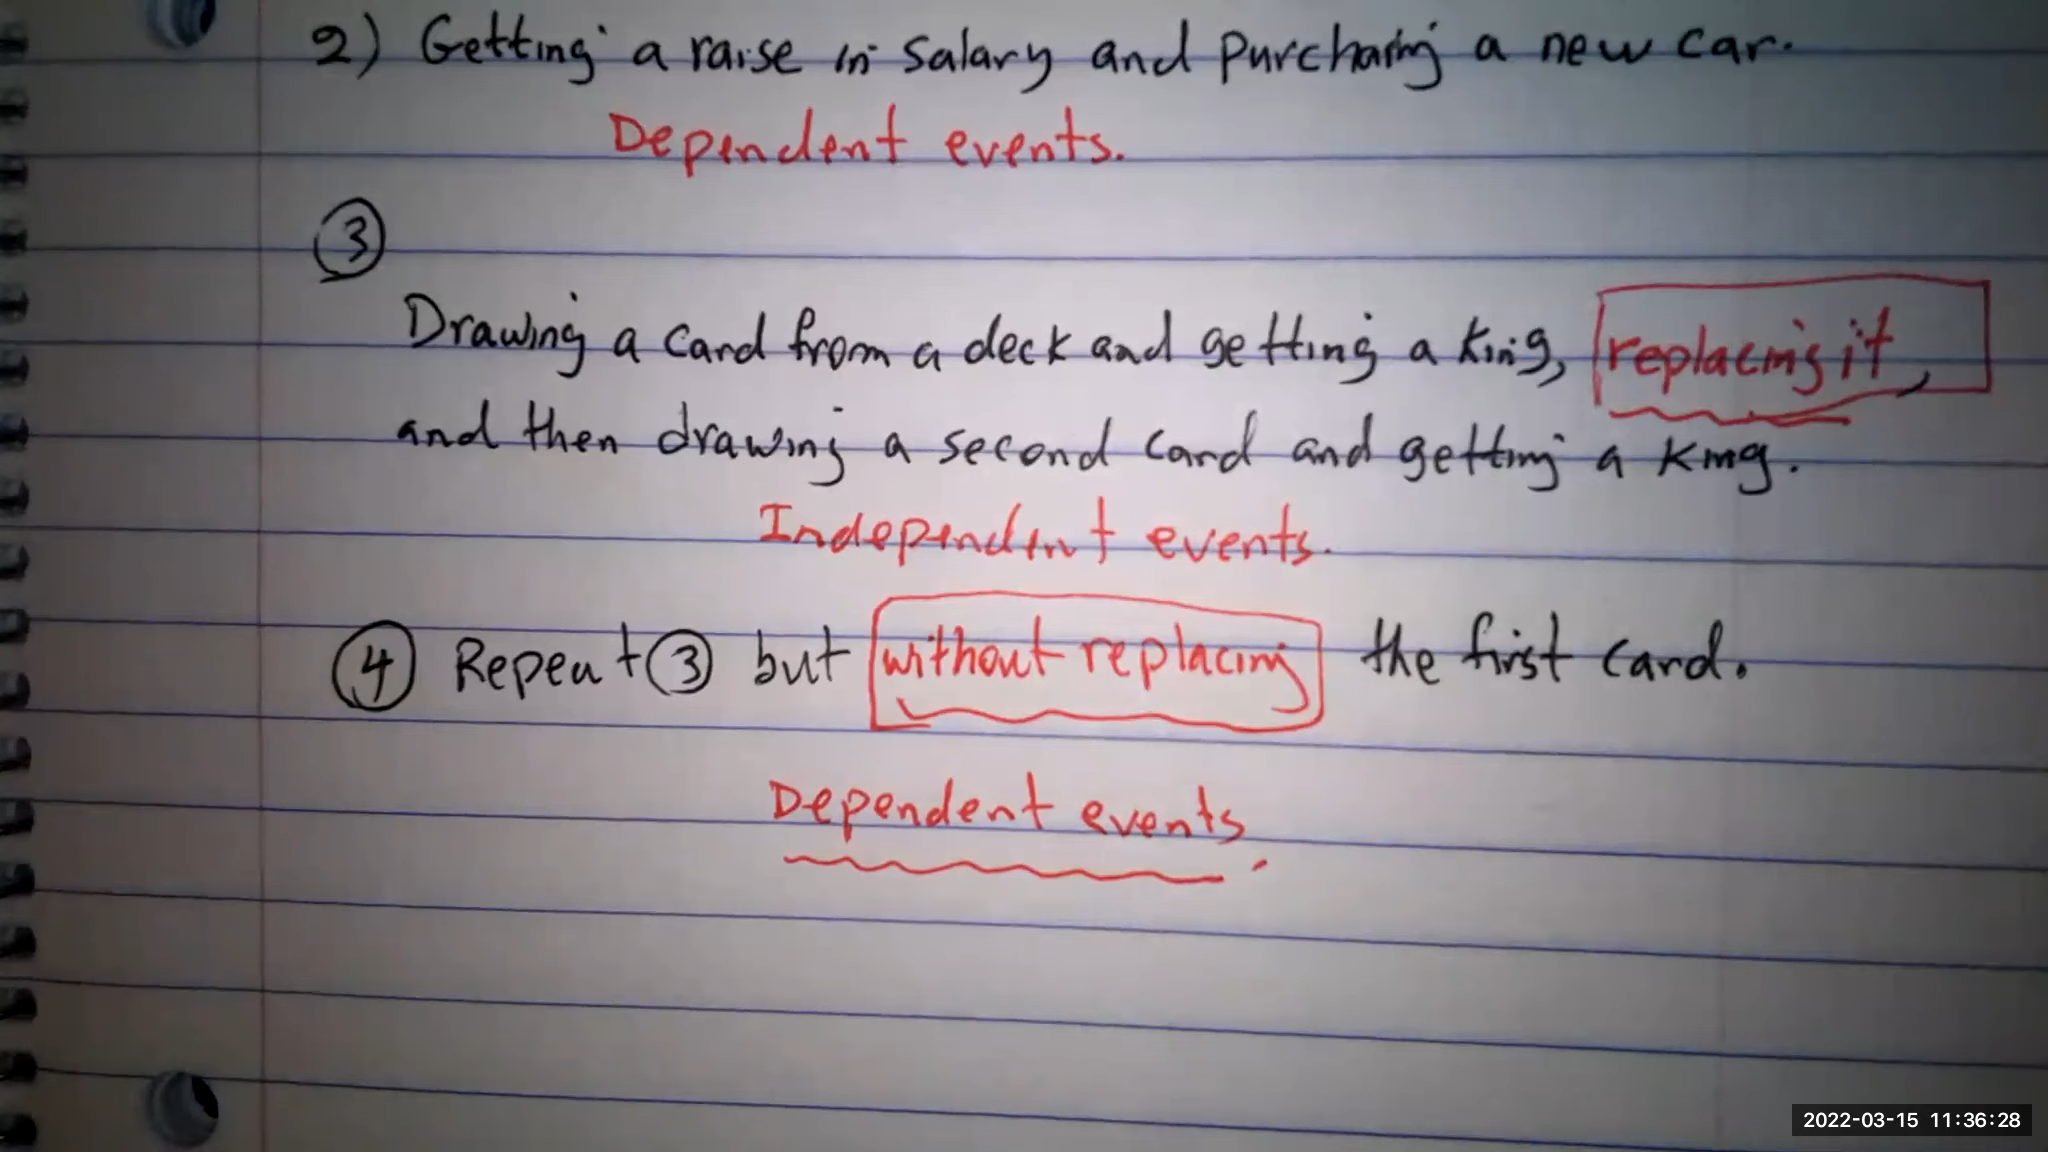 2) Getting a raise in salary and purchasing a new car.
Dependent events.
3
Drawing a card from a deck and getting a king, replacing it,
and then drawing a second card and getting a king.
Independent events.
4 Repeat 3 but without replacing the first card.
Dependent events.
2022-03-15 11:36:28